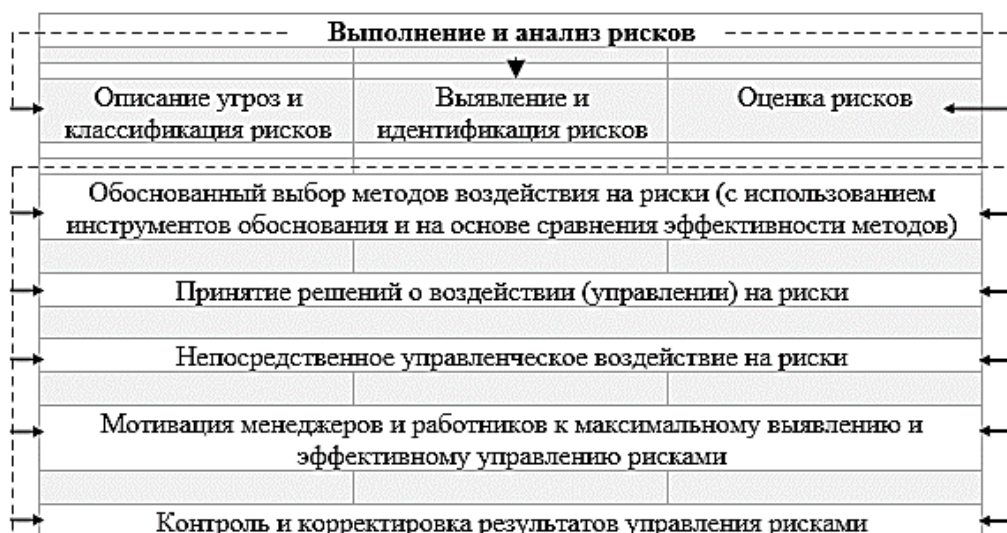 Выполнение и анализ рисков
Описание угроз и
классификация рисков
Выявление и
идентификация рисков
Оценка рисков
Обоснованный выбор методов воздействия на риски (с использованием
инструментов обоснования и на основе сравнения эффективности методов)
Принятие решений о воздействии (управлении) на риски
Непосредственное управленческое воздействие на риски
Мотивация менеджеров и работников к максимальному выявлению и
эффективному управлению рисками
Контроль и корректировка результатов управления рисками